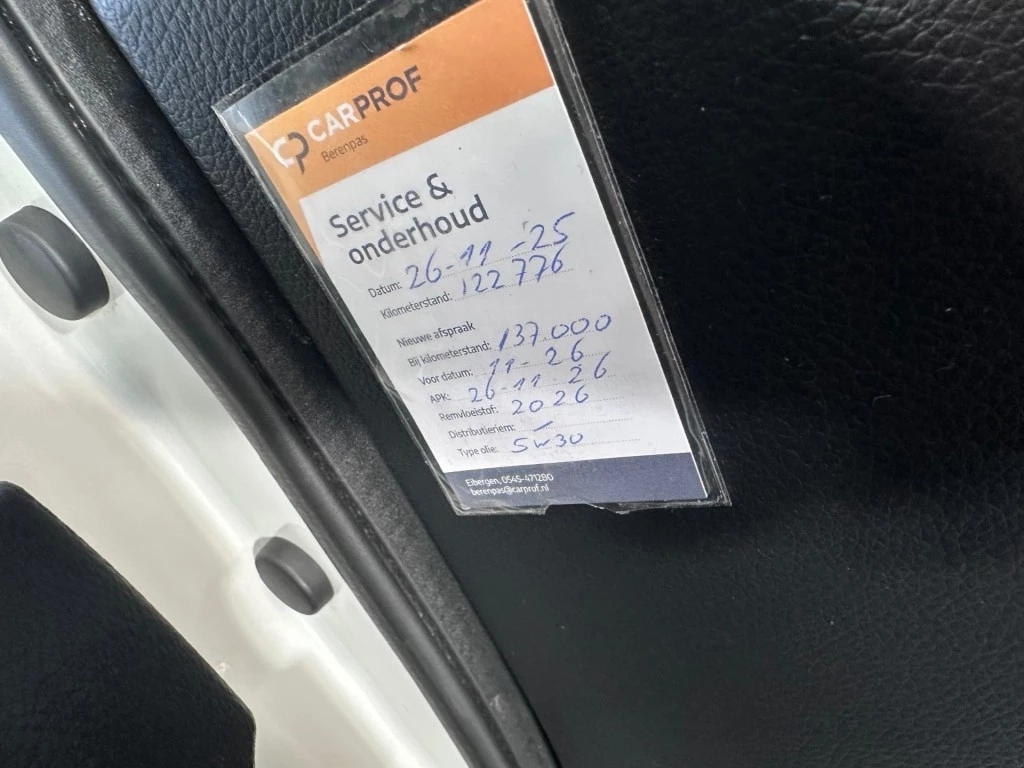 CP CARPROF
Berenpas
Service &
onderhoud
Datum: 26-11-25
Kilometerstand: 122776
Nieuwe afspraak
Bij kilometerstand: 137.000
Voor datum: 11-26
APK: 26-11-26
Remvloeistof: 2026
Distributieriem: -
Type olie: 5w30
Eibergen, 0545-471280
berenpas@carprof.nl